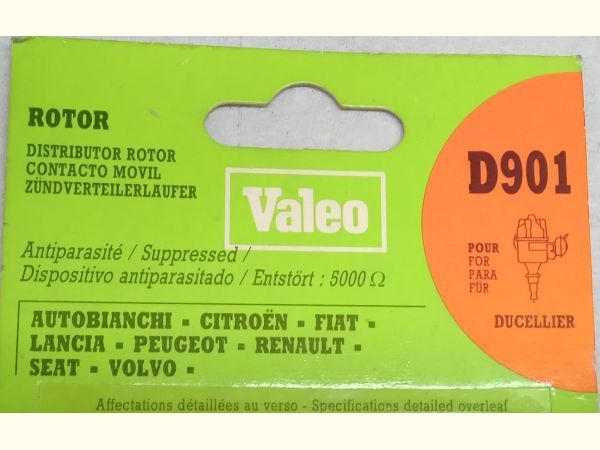 ROTOR
DISTRIBUTOR ROTOR
CONTACTO MOVIL
ZÜNDVERTEILERLAUFER
Valeo
D901
POUR
FOR
PARA
FÜR
DUCELLIER
Antiparasité / Suppressed /
Dispositivo antiparasitado / Entstört : 5000 Ω
AUTOBIANCHI - CITROËN - FIAT -
LANCIA - PEUGEOT - RENAULT -
SEAT - VOLVO -
Affectations détaillées au verso - Specifications detailed overleaf